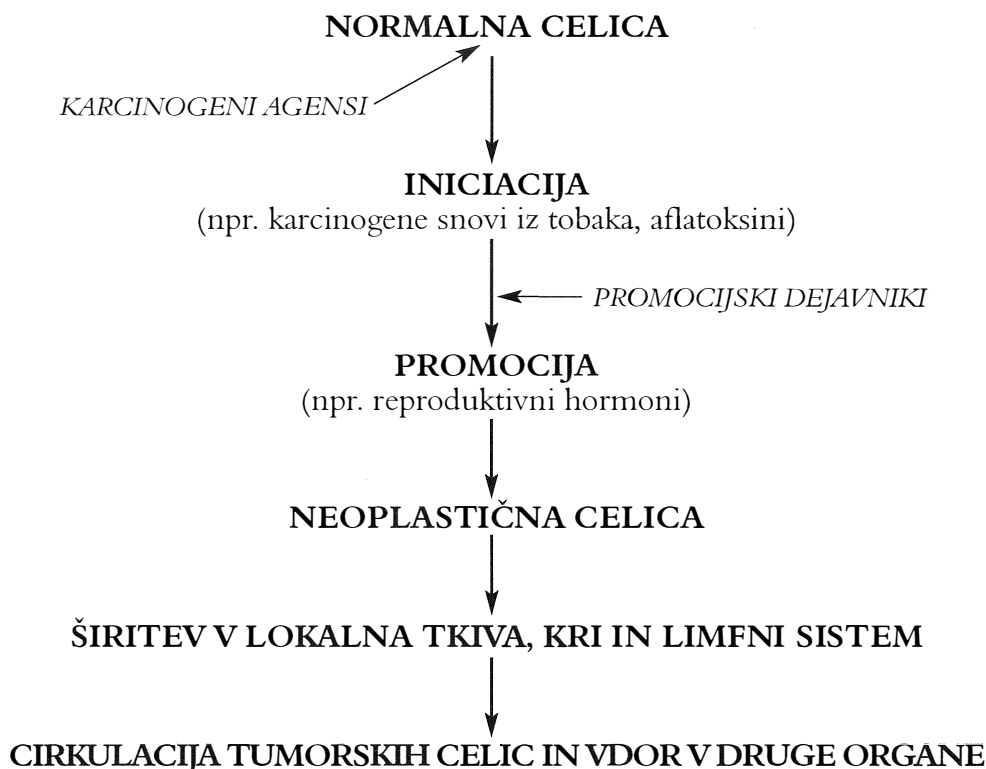 NORMALNA CELICA
KARCINOGENI AGENSI
INICIACIJA
(npr. karcinogene snovi iz tobaka, aflatoksini)
PROMOCIJSKI DEJAVNIKI
PROMOCIJA
(npr. reproduktivni hormoni)
NEOPLASTIČNA CELICA
ŠIRITEV V LOKALNA TKIVA, KRI IN LIMFNI SISTEM
CIRKULACIJA TUMORSKIH CELIC IN VDOR V DRUGE ORGANE